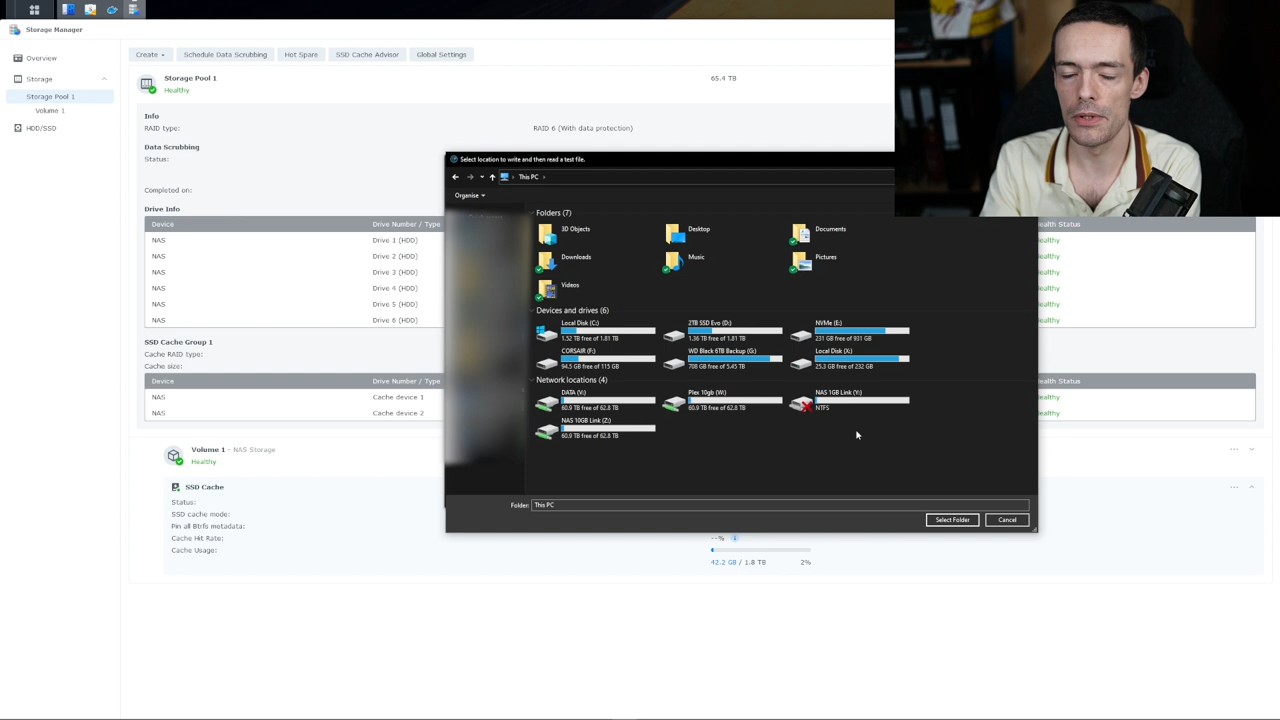 Storage Manager
Overview
Storage
Storage Pool 1
Volume 1
HDD/SSD
Create
Schedule Data Scrubbing
Hot Spare
SSD Cache Advisor
Global Settings
Storage Pool 1
65.4 TB
Healthy
Info
RAID type:
RAID 6 (With data protection)
Data Scrubbing
Status:
Completed on:
Drive Info
Device
Drive Number / Type
ealth Status
NAS
Drive 1 (HDD)
ealthy
NAS
Drive 2 (HDD)
ealthy
NAS
Drive 3 (HDD)
ealthy
NAS
Drive 4 (HDD)
ealthy
NAS
Drive 5 (HDD)
ealthy
NAS
Drive 6 (HDD)
ealthy
SSD Cache Group 1
Cache RAID type:
Cache size:
Device
Drive Number / Type
ealth Status
NAS
Cache device 1
ealthy
NAS
Cache device 2
ealthy
Volume 1 - NAS Storage
Healthy
SSD Cache
Status:
SSD cache mode:
Pin all Btrfs metadata:
Cache Hit Rate:
--%
Cache Usage:
42.2 GB / 1.8 TB
2%
Select location to write and then read a test file.
This PC
Organise
Folders (7)
3D Objects
Desktop
Documents
Downloads
Music
Pictures
Videos
Devices and drives (6)
Local Disk (C:)
1.52 TB free of 1.81 TB
2TB SSD Evo (D:)
1.36 TB free of 1.81 TB
NVMe (E:)
231 GB free of 931 GB
CORSAIR (F:)
94.5 GB free of 115 GB
WD Black 6TB Backup (G:)
708 GB free of 5.45 TB
Local Disk (X:)
25.3 GB free of 232 GB
Network locations (4)
DATA (V:)
60.9 TB free of 62.8 TB
Plex 10gb (W:)
60.9 TB free of 62.8 TB
NAS 1GB Link (Y:)
NTFS
NAS 10GB Link (Z:)
60.9 TB free of 62.8 TB
Folder: This PC
Select Folder
Cancel